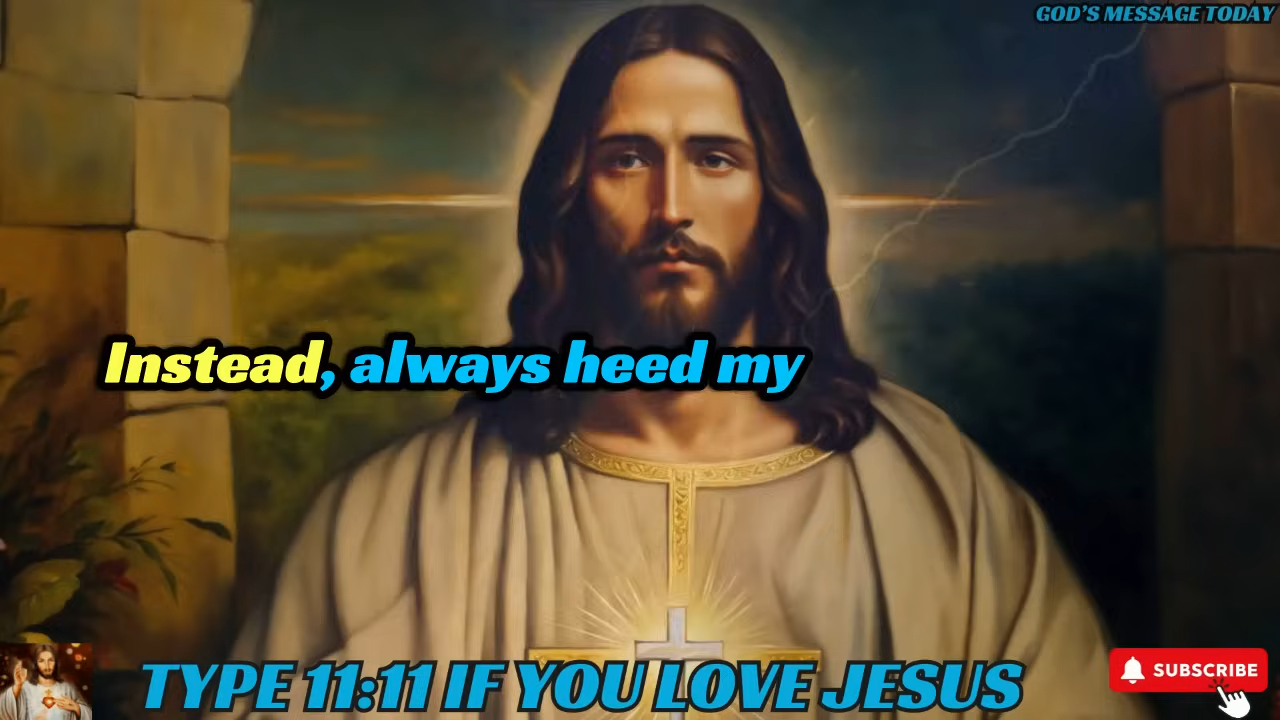 GOD'S MESSAGE TODAY
Instead, always heed my
TYPE 11:11 IF YOU LOVE JESUS
SUBSCRIBE